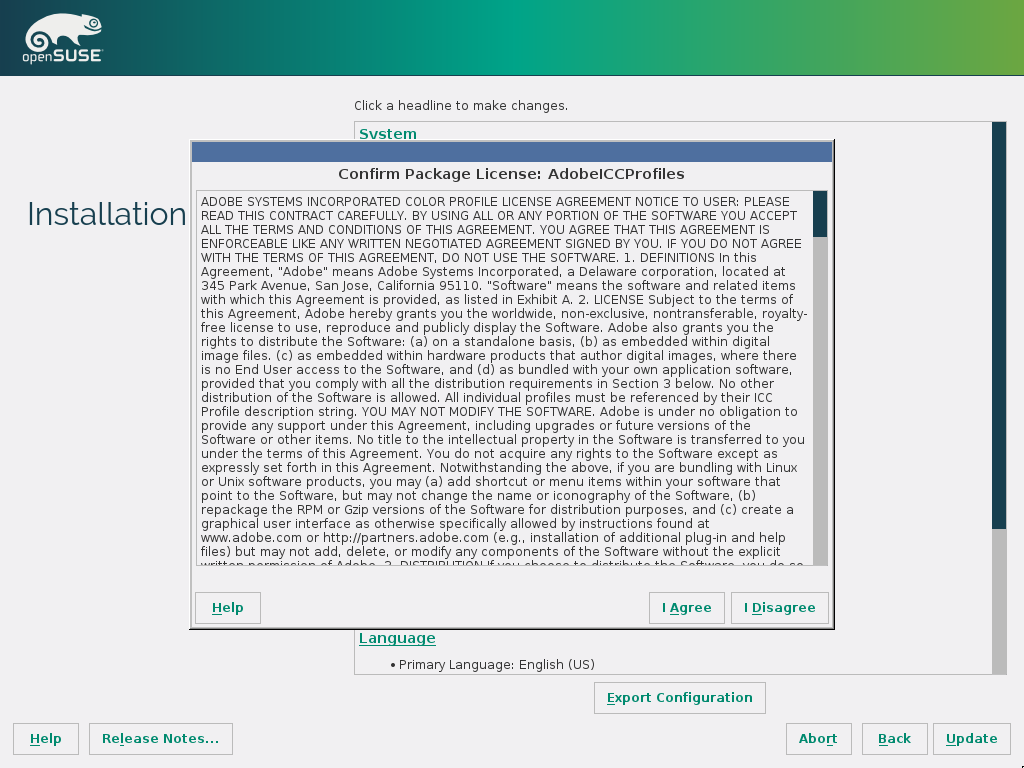 openSUSE
Click a headline to make changes.
System
Installation
Confirm Package License: AdobeICCProfiles
ADOBE SYSTEMS INCORPORATED COLOR PROFILE LICENSE AGREEMENT NOTICE TO USER: PLEASE
READ THIS CONTRACT CAREFULLY. BY USING ALL OR ANY PORTION OF THE SOFTWARE YOU ACCEPT
ALL THE TERMS AND CONDITIONS OF THIS AGREEMENT. YOU AGREE THAT THIS AGREEMENT IS
ENFORCEABLE LIKE ANY WRITTEN NEGOTIATED AGREEMENT SIGNED BY YOU. IF YOU DO NOT AGREE
WITH THE TERMS OF THIS AGREEMENT, DO NOT USE THE SOFTWARE. 1. DEFINITIONS In this
Agreement, "Adobe" means Adobe Systems Incorporated, a Delaware corporation, located at
345 Park Avenue, San Jose, California 95110. "Software" means the software and related items
with which this Agreement is provided, as listed in Exhibit A. 2. LICENSE Subject to the terms of
this Agreement, Adobe hereby grants you the worldwide, non-exclusive, nontransferable, royalty-
free license to use, reproduce and publicly display the Software. Adobe also grants you the
rights to distribute the Software: (a) on a standalone basis, (b) as embedded within digital
image files. (c) as embedded within hardware products that author digital images, where there
is no End User access to the Software, and (d) as bundled with your own application software,
provided that you comply with all the distribution requirements in Section 3 below. No other
distribution of the Software is allowed. All individual profiles must be referenced by their ICC
Profile description string. YOU MAY NOT MODIFY THE SOFTWARE. Adobe is under no obligation to
provide any support under this Agreement, including upgrades or future versions of the
Software or other items. No title to the intellectual property in the Software is transferred to you
under the terms of this Agreement. You do not acquire any rights to the Software except as
expressly set forth in this Agreement. Notwithstanding the above, if you are bundling with Linux
or Unix software products, you may (a) add shortcut or menu items within your software that
point to the Software, but may not change the name or iconography of the Software, (b)
repackage the RPM or Gzip versions of the Software for distribution purposes, and (c) create a
graphical user interface as otherwise specifically allowed by instructions found at
www.adobe.com or http://partners.adobe.com (e.g., installation of additional plug-in and help
files) but may not add, delete, or modify any components of the Software without the explicit
written permission of Adobe. 3. DISTRIBUTION If you choose to distribute the Software, you do so
Help
I Agree
I Disagree
Language
• Primary Language: English (US)
Export Configuration
Help
Release Notes...
Abort
Back
Update